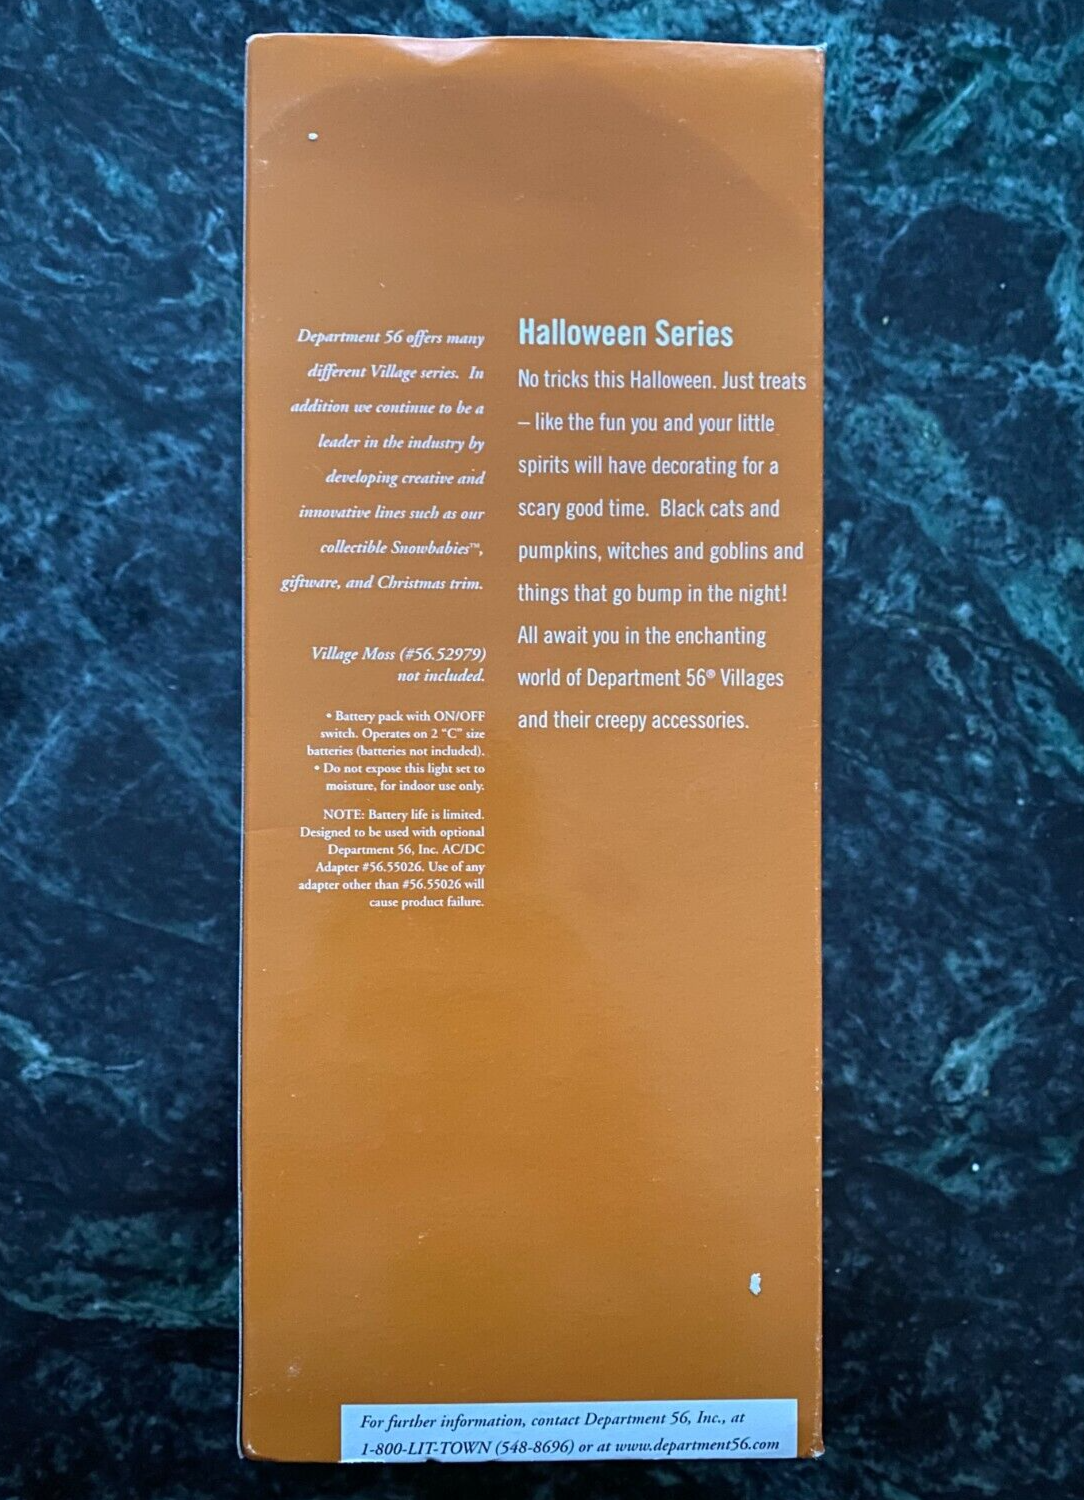 Department 56 offers many
different Village series. In
addition we continue to be a
leader in the industry by
developing creative and
innovative lines such as our
collectible Snowbabies™,
giftware, and Christmas trim.
Village Moss (#56.52979)
not included.
• Battery pack with ON/OFF
switch. Operates on 2 "C" size
batteries (batteries not included).
• Do not expose this light set to
moisture, for indoor use only.
NOTE: Battery life is limited.
Designed to be used with optional
Department 56, Inc. AC/DC
Adapter #56.55026. Use of any
adapter other than #56.55026 will
cause product failure.
Halloween Series
No tricks this Halloween. Just treats
– like the fun you and your little
spirits will have decorating for a
scary good time. Black cats and
pumpkins, witches and goblins and
things that go bump in the night!
All await you in the enchanting
world of Department 56® Villages
and their creepy accessories.
For further information, contact Department 56, Inc., at
1-800-LIT-TOWN (548-8696) or at www.department56.com